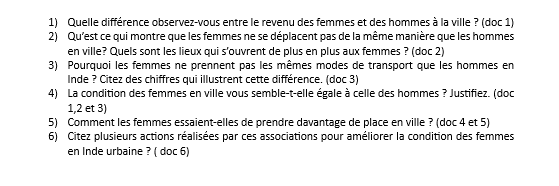 1) Quelle différence observez-vous entre le revenu des femmes et des hommes à la ville ? (doc 1)
2) Qu'est ce qui montre que les femmes ne se déplacent pas de la même manière que les hommes
en ville? Quels sont les lieux qui s'ouvrent de plus en plus aux femmes ? (doc 2)
3) Pourquoi les femmes ne prennent pas les mêmes modes de transport que les hommes en
Inde ? Citez des chiffres qui illustrent cette différence. (doc 3)
4) La condition des femmes en ville vous semble-t-elle égale à celle des hommes ? Justifiez. (doc
1,2 et 3)
5) Comment les femmes essaient-elles de prendre davantage de place en ville ? (doc 4 et 5)
6) Citez plusieurs actions réalisées par ces associations pour améliorer la condition des femmes
en Inde urbaine ? ( doc 6)